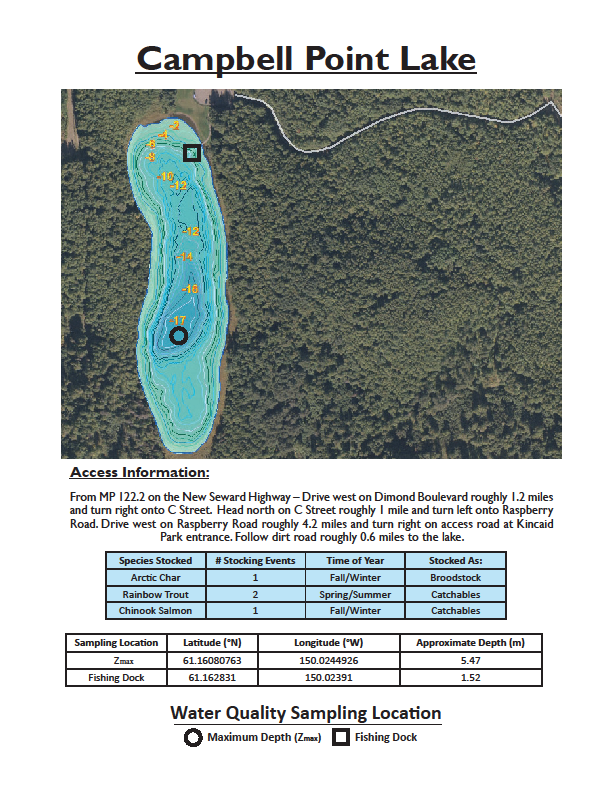 Campbell Point Lake
-2
-4
-6
-8
-10
-12
-12
-14
-16
17
Access Information:
From MP 122.2 on the New Seward Highway – Drive west on Dimond Boulevard roughly 1.2 miles
and turn right onto C Street. Head north on C Street roughly 1 mile and turn left onto Raspberry
Road. Drive west on Raspberry Road roughly 4.2 miles and turn right on access road at Kincaid
Park entrance. Follow dirt road roughly 0.6 miles to the lake.
Species Stocked # Stocking Events Time of Year Stocked As:
Arctic Char 1 Fall/Winter Broodstock
Rainbow Trout 2 Spring/Summer Catchables
Chinook Salmon 1 Fall/Winter Catchables
Sampling Location Latitude (°N) Longitude (°W) Approximate Depth (m)
Zmax 61.16080763 150.0244926 5.47
Fishing Dock 61.162831 150.02391 1.52
Water Quality Sampling Location
Maximum Depth (Zmax) Fishing Dock